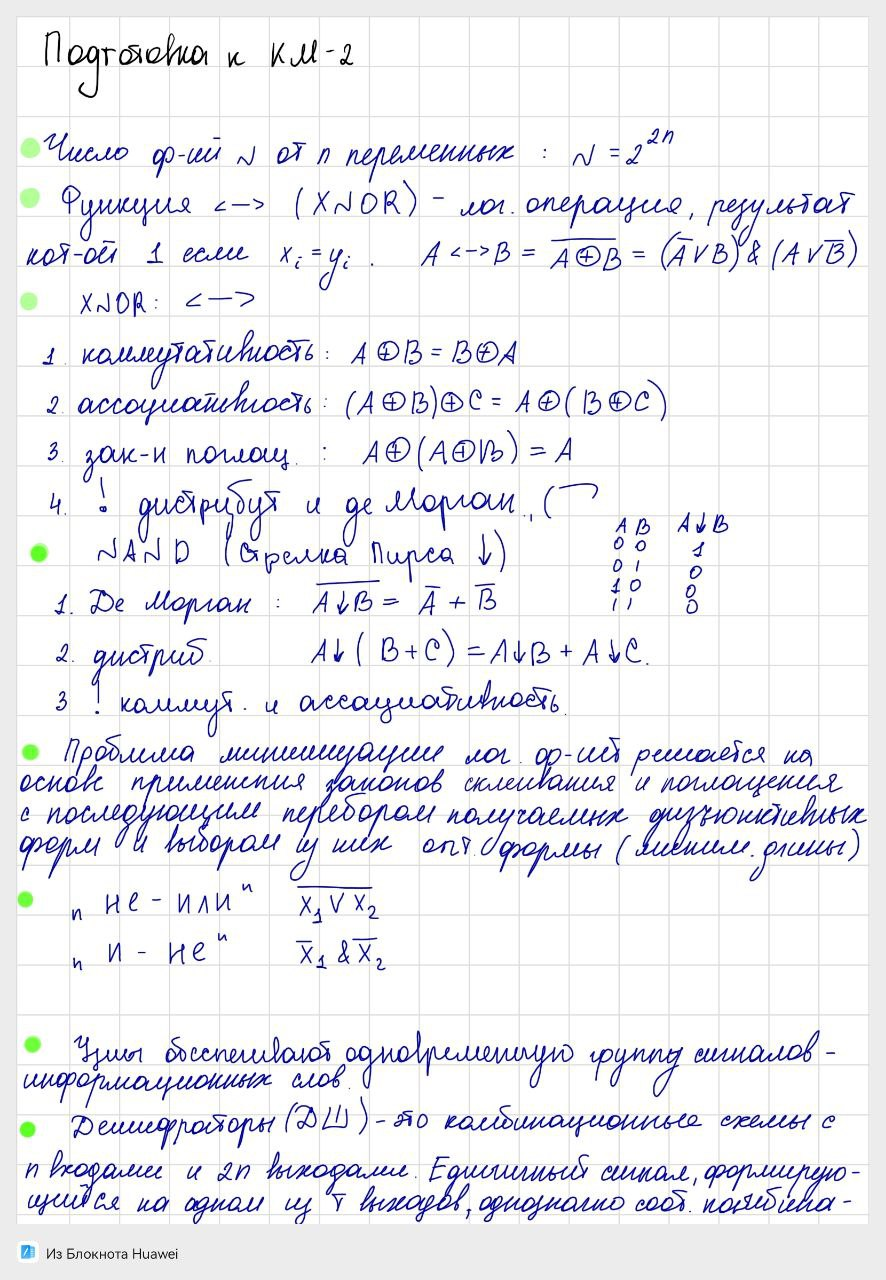 Подготовка к КМ-2
Число ф-ий N от n переменных : N = 2^2n
Функция <—> (XNOR) – лог. операция, результат
кот-ой 1 если xᵢ = yᵢ . A <—> B = \overline{A⊕B} = (A̅ ∨ B) & (A ∨ B̅)
XNOR: <—>
1. коммутативность: A⊕B = B⊕A
2. ассоциативность: (A⊕B)⊕C = A⊕(B⊕C)
3. зак-н поглощ. : A⊕(A⊕B) = A
4. ! дистрибут и де Морган
NAND (Стрелка Пирса ↓)
A B A↓B
0 0 1
0 1 0
1 0 0
1 1 0
1. Де Морган : \overline{A↓B} = A̅ + B̅
2. дистриб. A↓(B+C) = A↓B + A↓C.
3 ! коммут. и ассациативность.
Проблема минимизации лог. ф-ий решается на
основе применения законов склеивания и поглощения
с последующим перебором получаемых дизъюнктивных
форм и выбором из них опт. формы (миним. длины)
„ не - или " \overline{X₁ ∨ X₂}
„ и - не " X̅₁ & X̅₂
обеспечивают одновременную группу сигналов -
информационных слов.
Дешифраторы (ДШ) - это комбинационные схемы с
n входами и 2n выходами. Единичный сигнал, формирую-
щийся на одном из m выходов, однозначно соот.
Из Блокнота Huawei